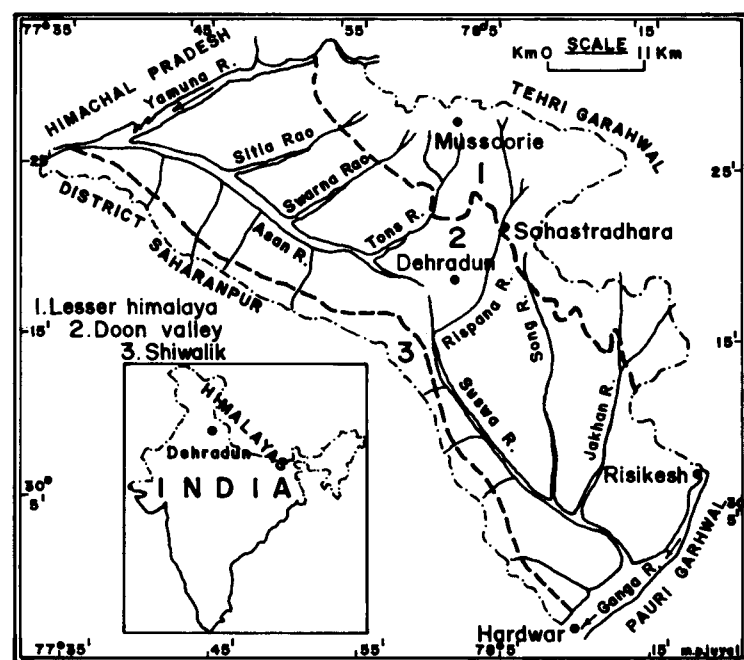 77°35' 45' 55' 78°5' 15'
Km 0 SCALE 11 Km
HIMACHAL PRADESH
Yamuna R.
TEHRI GARAHWAL
Mussoorie
Sitla Rao
25'
25'
1
Swarna Rao
DISTRICT SAHARANPUR
Asan R.
Tons R.
2
Sahastradhara
Dehradun
1. Lesser himalaya
2. Doon valley
3. Shiwalik
15'
15'
3
Rispana R.
Song R.
Suswa R.
Jakhan R.
HIMALAYAS
Dehradun
INDIA
30°
5'
Risikesh
30°
5'
Ganga R.
PAURI GARHWAL
Hardwar
77°35' 45' 55' 78°5' 15'